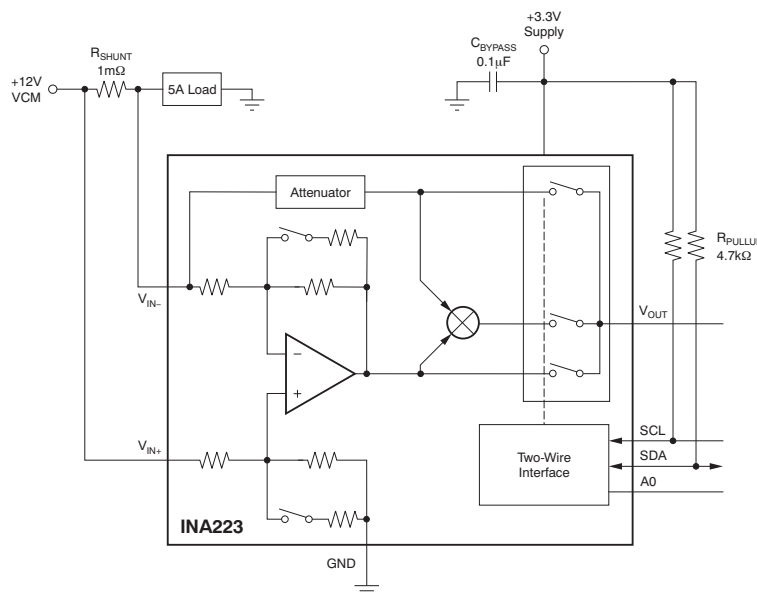 +3.3V
Supply
C_BYPASS
0.1µF
R_SHUNT
1mΩ
+12V
VCM
5A Load
Attenuator
R_PULLU
4.7kΩ
V_IN−
V_OUT
−
+
V_IN+
SCL
Two-Wire
Interface
SDA
A0
INA223
GND